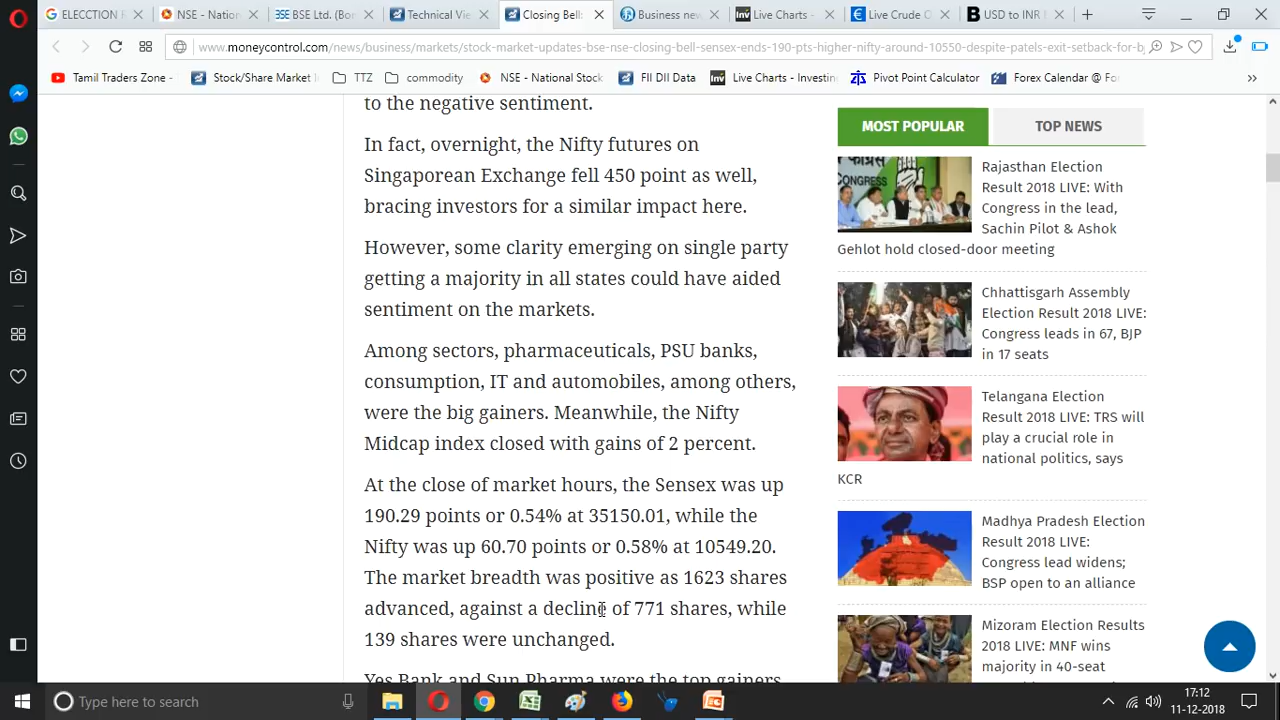 ELECCTION F
NSE - Nation
BSE Ltd. (Bo
Technical Vi
Closing Bell:
Business new
Live Charts -
Live Crude O
USD to INR E
www.moneycontrol.com/news/business/markets/stock-market-updates-bse-nse-closing-bell-sensex-ends-190-pts-higher-nifty-around-10550-despite-patels-exit-setback-for-b
Tamil Traders Zone -
Stock/Share Market I
TTZ
commodity
NSE - National Stock
FII DII Data
Live Charts - Investin
Pivot Point Calculator
Forex Calendar @ Fo
to the negative sentiment.
In fact, overnight, the Nifty futures on
Singaporean Exchange fell 450 point as well,
bracing investors for a similar impact here.
However, some clarity emerging on single party
getting a majority in all states could have aided
sentiment on the markets.
Among sectors, pharmaceuticals, PSU banks,
consumption, IT and automobiles, among others,
were the big gainers. Meanwhile, the Nifty
Midcap index closed with gains of 2 percent.
At the close of market hours, the Sensex was up
190.29 points or 0.54% at 35150.01, while the
Nifty was up 60.70 points or 0.58% at 10549.20.
The market breadth was positive as 1623 shares
advanced, against a decline of 771 shares, while
139 shares were unchanged.
Yes Bank and Sun Pharma were the top gainers
MOST POPULAR
TOP NEWS
Rajasthan Election
Result 2018 LIVE: With
Congress in the lead,
Sachin Pilot & Ashok
Gehlot hold closed-door meeting
Chhattisgarh Assembly
Election Result 2018 LIVE:
Congress leads in 67, BJP
in 17 seats
Telangana Election
Result 2018 LIVE: TRS will
play a crucial role in
national politics, says
KCR
Madhya Pradesh Election
Result 2018 LIVE:
Congress lead widens;
BSP open to an alliance
Mizoram Election Results
2018 LIVE: MNF wins
majority in 40-seat
Type here to search
17:12
11-12-2018